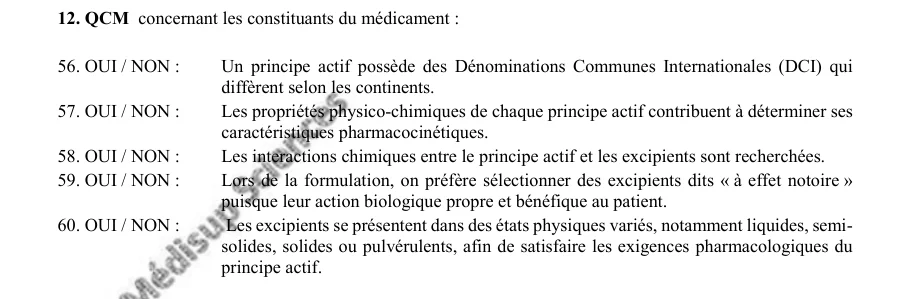 12. QCM concernant les constituants du médicament :
56. OUI / NON : Un principe actif possède des Dénominations Communes Internationales (DCI) qui
diffèrent selon les continents.
57. OUI / NON : Les propriétés physico-chimiques de chaque principe actif contribuent à déterminer ses
caractéristiques pharmacocinétiques.
58. OUI / NON : Les interactions chimiques entre le principe actif et les excipients sont recherchées.
59. OUI / NON : Lors de la formulation, on préfère sélectionner des excipients dits « à effet notoire »
puisque leur action biologique propre et bénéfique au patient.
60. OUI / NON : Les excipients se présentent dans des états physiques variés, notamment liquides, semi-
solides, solides ou pulvérulents, afin de satisfaire les exigences pharmacologiques du
principe actif.
Médisup Sciences